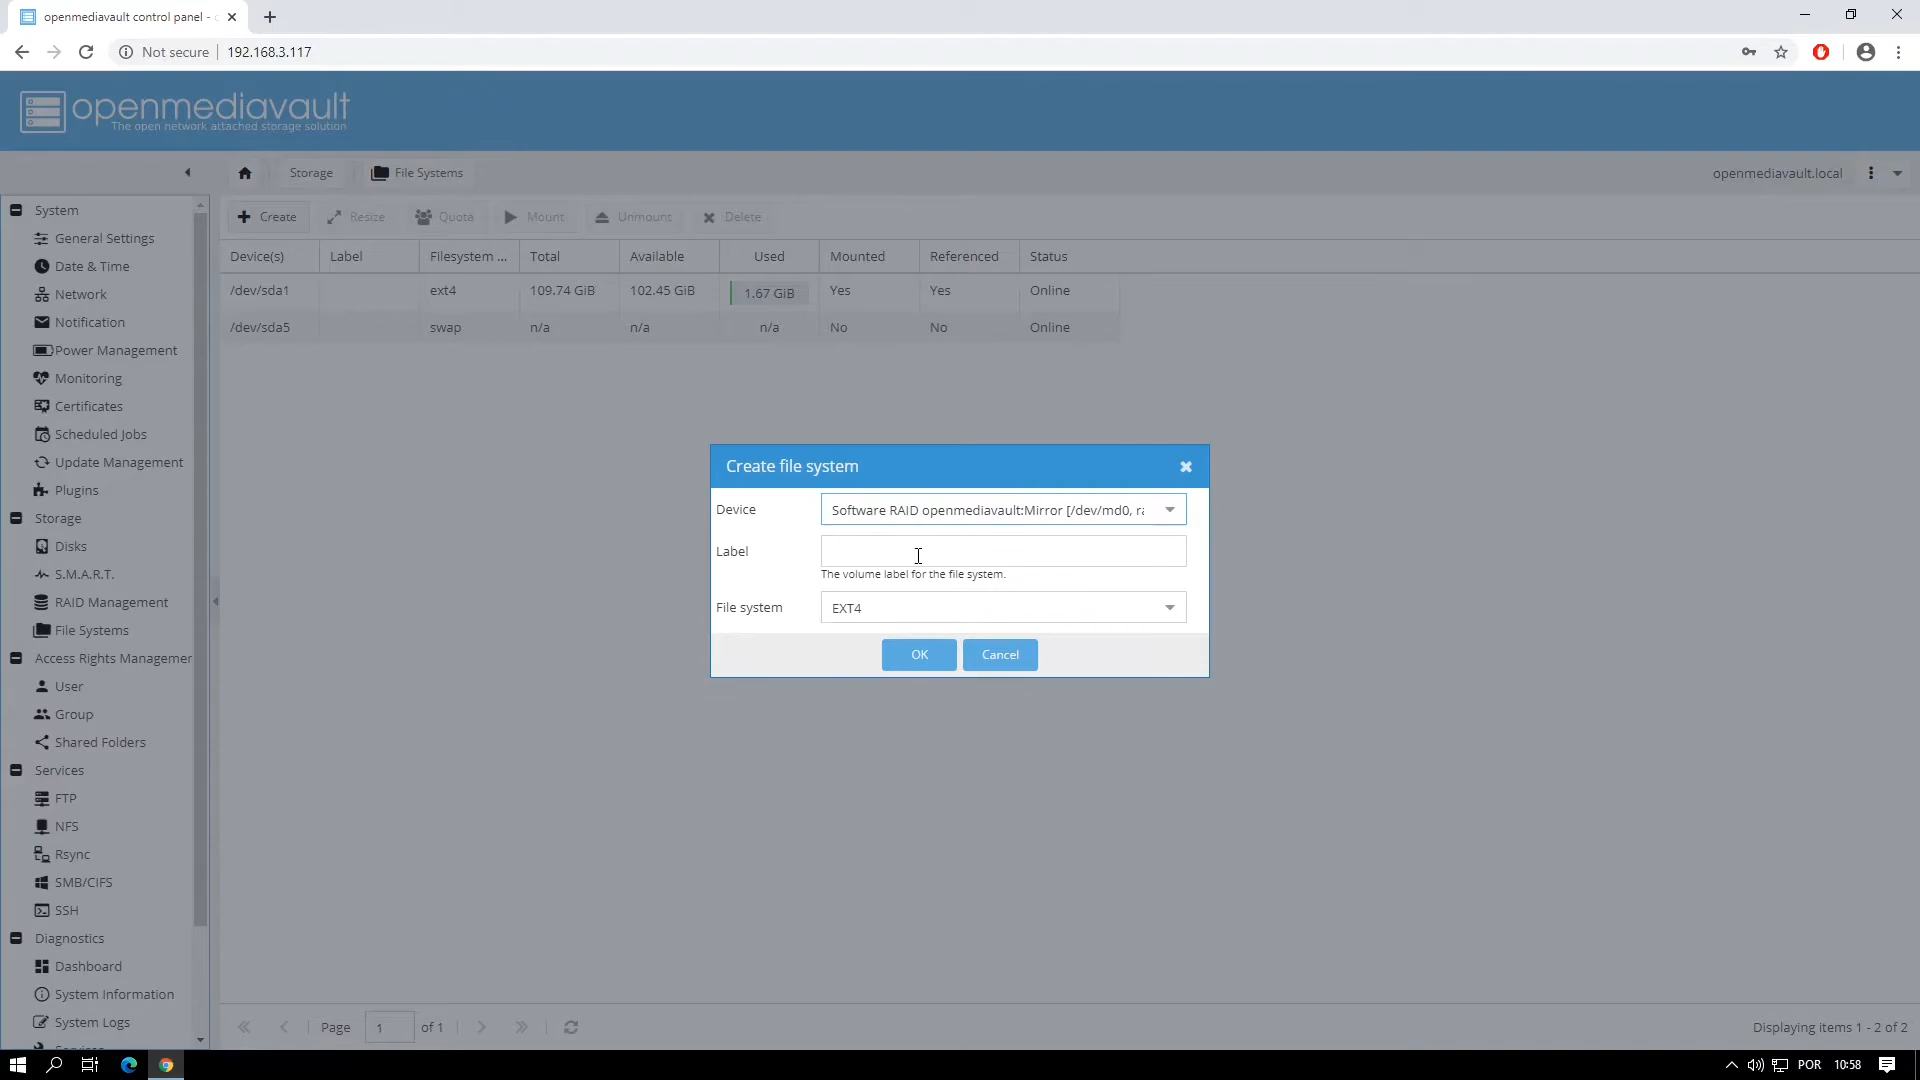 openmediavault control panel -
Not secure
192.168.3.117
openmediavault
The open network attached storage solution
Storage
File Systems
openmediavault.local
System
General Settings
Date & Time
Network
Notification
Power Management
Monitoring
Certificates
Scheduled Jobs
Update Management
Plugins
Storage
Disks
S.M.A.R.T.
RAID Management
File Systems
Access Rights Managemer
User
Group
Shared Folders
Services
FTP
NFS
Rsync
SMB/CIFS
SSH
Diagnostics
Dashboard
System Information
System Logs
Create Resize Quota Mount Unmount Delete
Device(s) Label Filesystem ... Total Available Used Mounted Referenced Status
/dev/sda1 ext4 109.74 GiB 102.45 GiB 1.67 GiB Yes Yes Online
/dev/sda5 swap n/a n/a n/a No No Online
Create file system
Device Software RAID openmediavault:Mirror [/dev/md0, ra
Label
The volume label for the file system.
File system EXT4
OK Cancel
Page 1 of 1
Displaying items 1 - 2 of 2
POR 10:58